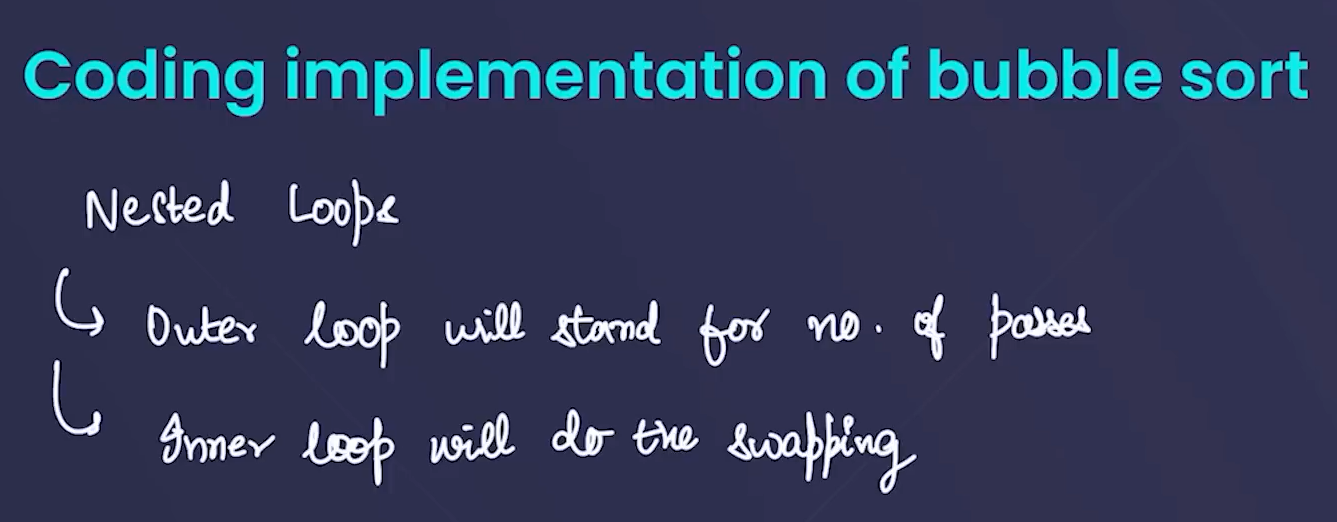 Coding implementation of bubble sort
Nested Loops
Outer loop will stand for no. of passes
Inner loop will do the swapping